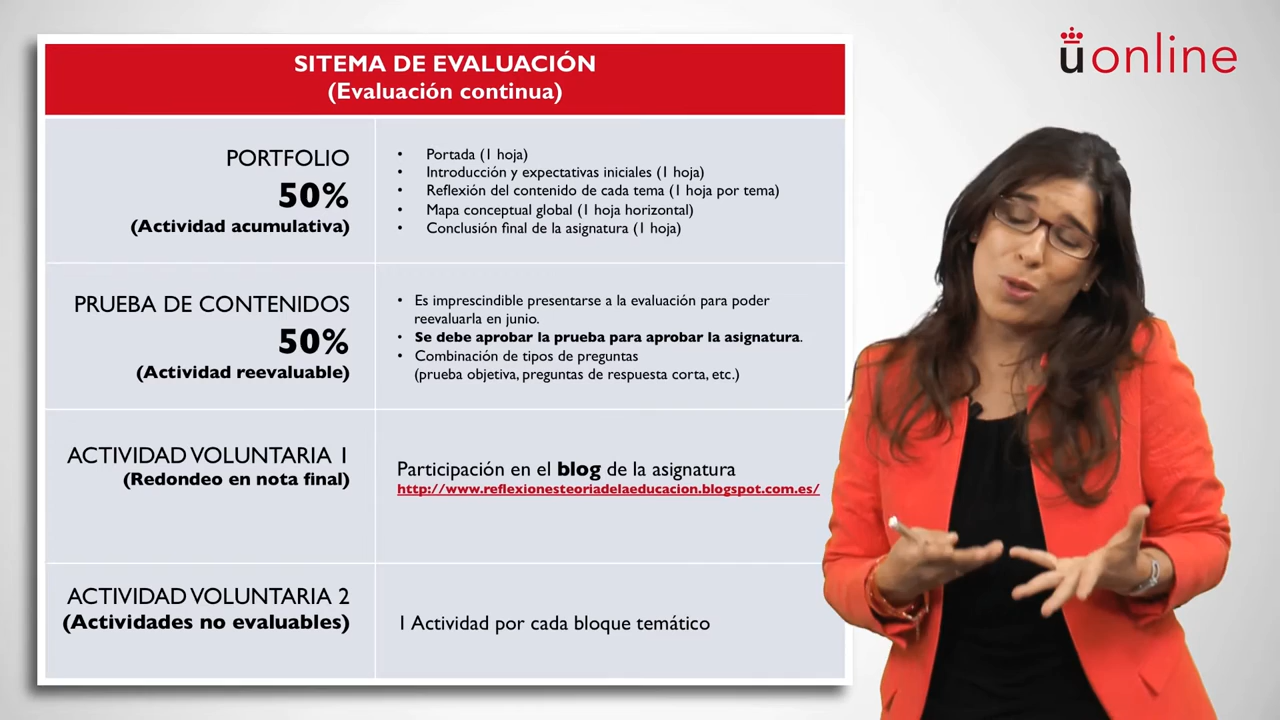 SITEMA DE EVALUACIÓN
(Evaluación continua)
PORTFOLIO
50%
(Actividad acumulativa)
• Portada (1 hoja)
• Introducción y expectativas iniciales (1 hoja)
• Reflexión del contenido de cada tema (1 hoja por tema)
• Mapa conceptual global (1 hoja horizontal)
• Conclusión final de la asignatura (1 hoja)
PRUEBA DE CONTENIDOS
50%
(Actividad reevaluable)
• Es imprescindible presentarse a la evaluación para poder
reevaluarla en junio.
• Se debe aprobar la prueba para aprobar la asignatura.
• Combinación de tipos de preguntas
(prueba objetiva, preguntas de respuesta corta, etc.)
ACTIVIDAD VOLUNTARIA 1
(Redondeo en nota final)
Participación en el blog de la asignatura
http://www.reflexionesteoriadelaeducacion.blogspot.com.es/
ACTIVIDAD VOLUNTARIA 2
(Actividades no evaluables)
1 Actividad por cada bloque temático
üonline